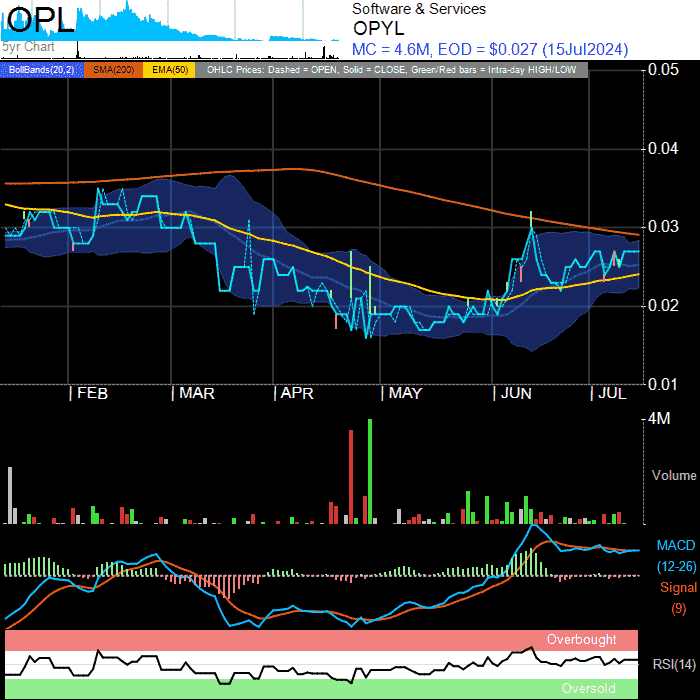 OPL
5yr Chart
Software & Services
OPYL
MC = 4.6M, EOD = $0.027 (15Jul2024)
BollBands(20,2) SMA(200) EMA(50) OHLC Prices: Dashed = OPEN, Solid = CLOSE, Green/Red bars = Intra-day HIGH/LOW
0.05
0.04
0.03
0.02
0.01
FEB MAR APR MAY JUN JUL
4M
Volume
MACD
(12-26)
Signal
(9)
Overbought
RSI(14)
Oversold